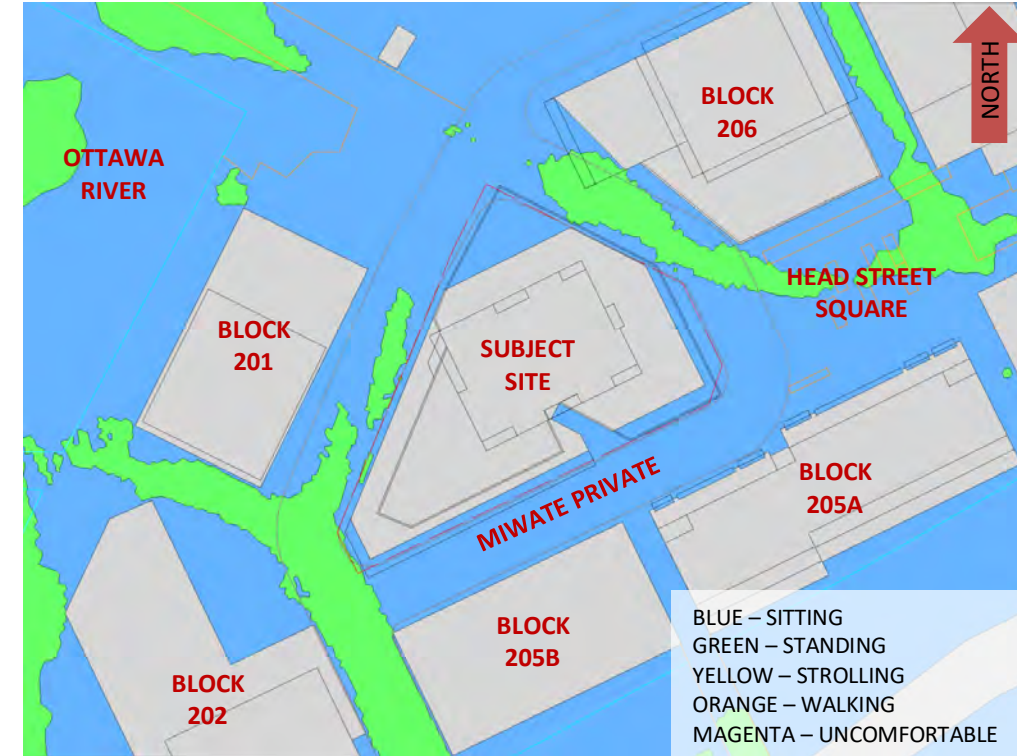 NORTH
BLOCK
206
OTTAWA
RIVER
HEAD STREET
SQUARE
BLOCK
201
SUBJECT
SITE
BLOCK
205A
MIWATE PRIVATE
BLOCK
205B
BLOCK
202
BLUE – SITTING
GREEN – STANDING
YELLOW – STROLLING
ORANGE – WALKING
MAGENTA – UNCOMFORTABLE